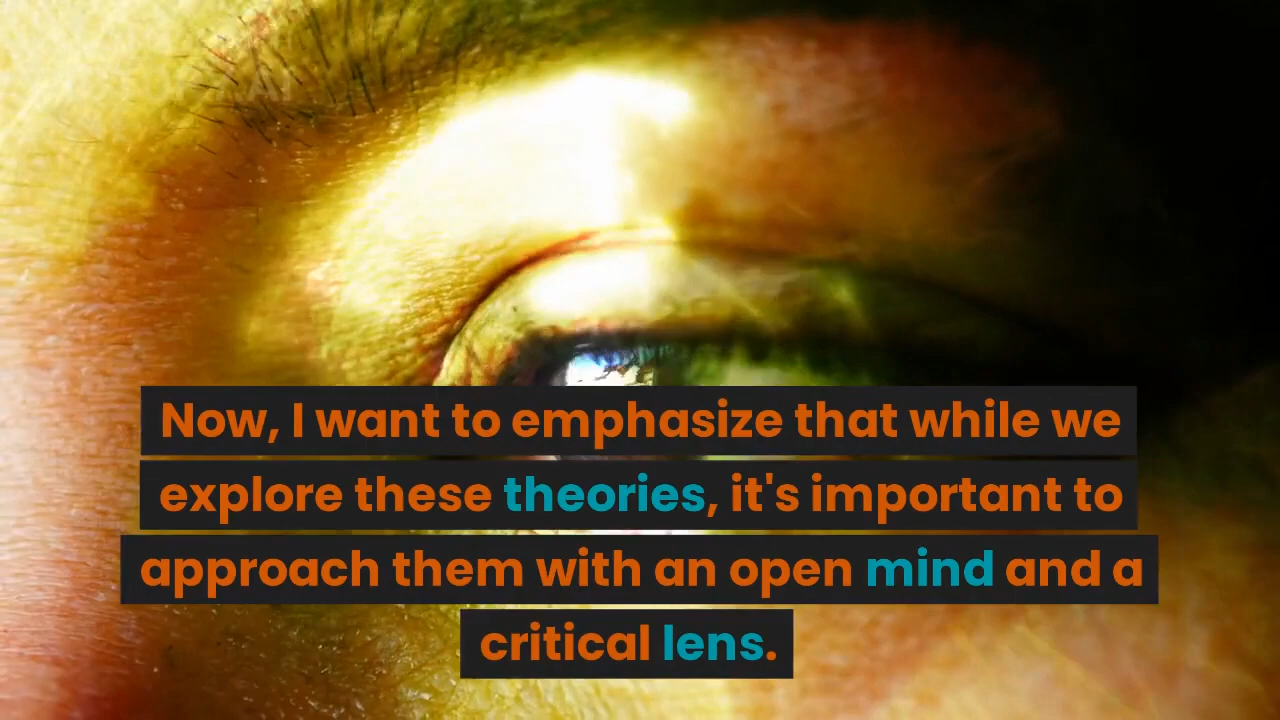 Now, I want to emphasize that while we
explore these theories, it's important to
approach them with an open mind and a
critical lens.